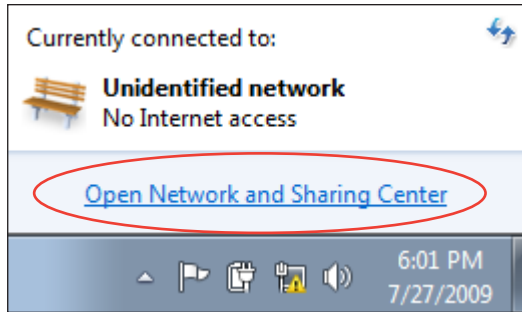 Currently connected to:
Unidentified network
No Internet access
Open Network and Sharing Center
6:01 PM
7/27/2009